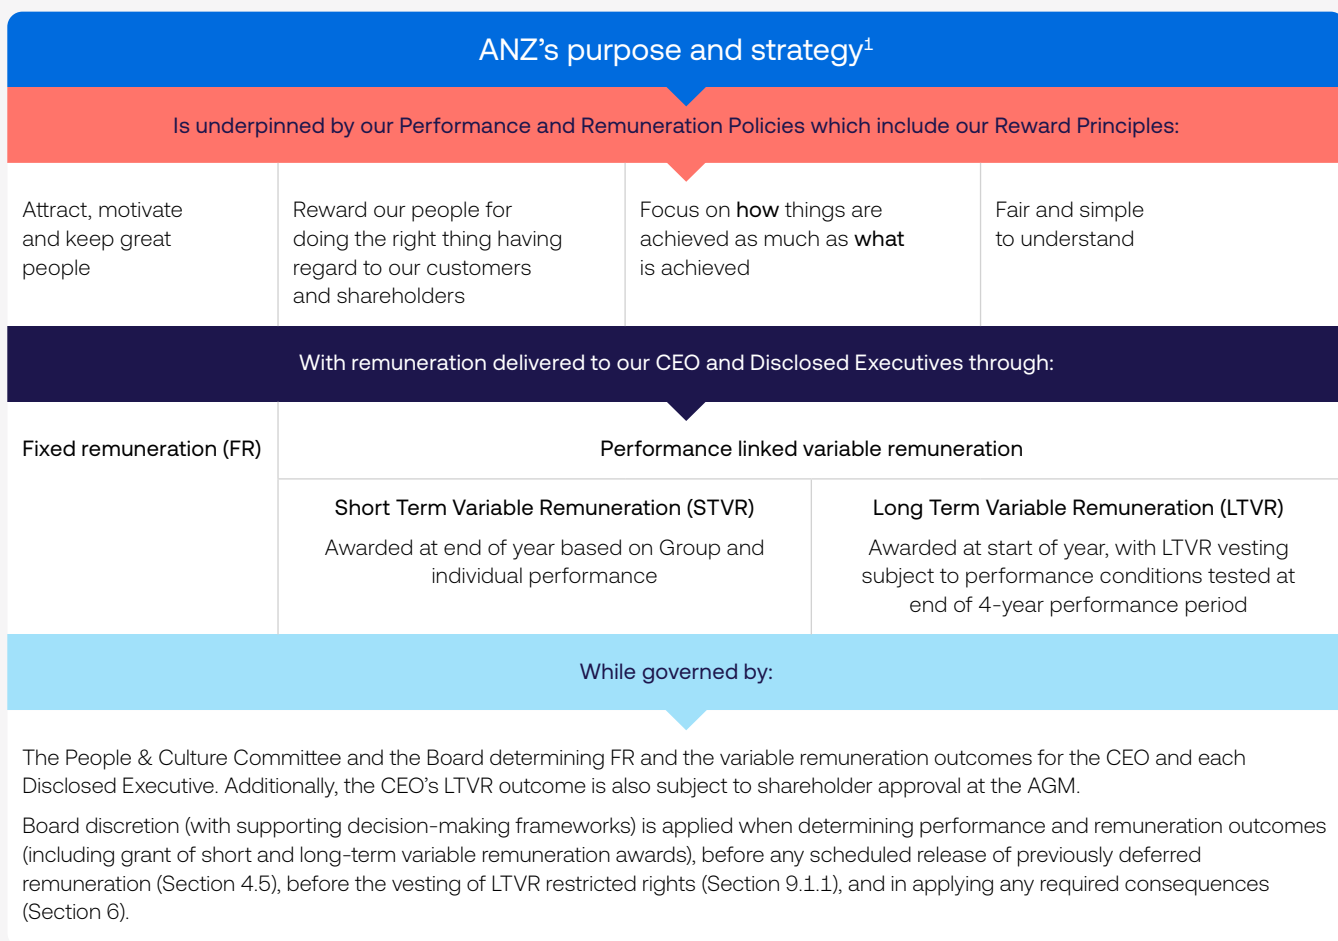 ANZ’s purpose and strategy¹
Is underpinned by our Performance and Remuneration Policies which include our Reward Principles:
Attract, motivate
and keep great
people
Reward our people for
doing the right thing having
regard to our customers
and shareholders
Focus on how things are
achieved as much as what
is achieved
Fair and simple
to understand
With remuneration delivered to our CEO and Disclosed Executives through:
Fixed remuneration (FR)
Performance linked variable remuneration
Short Term Variable Remuneration (STVR)
Awarded at end of year based on Group and
individual performance
Long Term Variable Remuneration (LTVR)
Awarded at start of year, with LTVR vesting
subject to performance conditions tested at
end of 4-year performance period
While governed by:
The People & Culture Committee and the Board determining FR and the variable remuneration outcomes for the CEO and each
Disclosed Executive. Additionally, the CEO’s LTVR outcome is also subject to shareholder approval at the AGM.
Board discretion (with supporting decision-making frameworks) is applied when determining performance and remuneration outcomes
(including grant of short and long-term variable remuneration awards), before any scheduled release of previously deferred
remuneration (Section 4.5), before the vesting of LTVR restricted rights (Section 9.1.1), and in applying any required consequences
(Section 6).